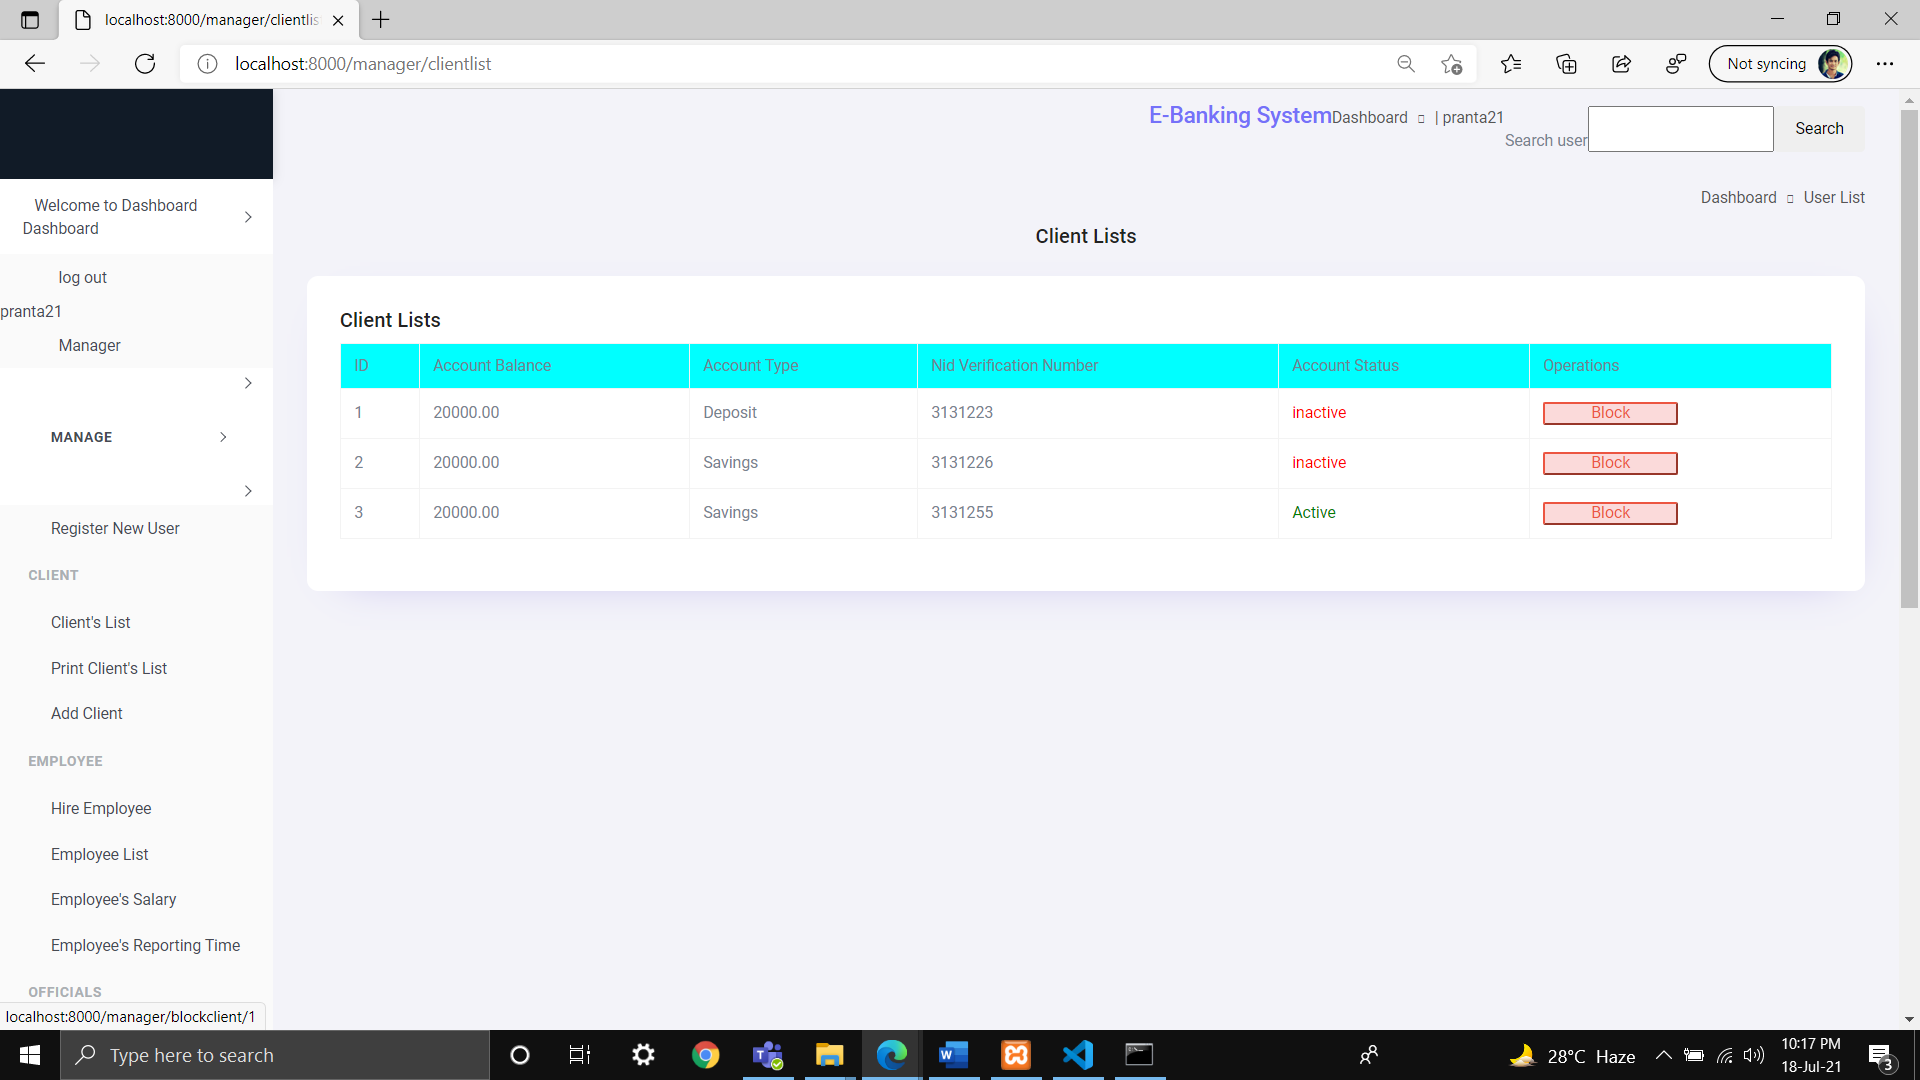 localhost:8000/manager/clientlis
localhost:8000/manager/clientlist
Not syncing
E-Banking System Dashboard | pranta21
Search user
Search
Dashboard User List
Client Lists
Welcome to Dashboard
Dashboard
log out
pranta21
Manager
MANAGE
Register New User
CLIENT
Client's List
Print Client's List
Add Client
EMPLOYEE
Hire Employee
Employee List
Employee's Salary
Employee's Reporting Time
OFFICIALS
Client Lists
ID Account Balance Account Type Nid Verification Number Account Status Operations
1 20000.00 Deposit 3131223 inactive Block
2 20000.00 Savings 3131226 inactive Block
3 20000.00 Savings 3131255 Active Block
localhost:8000/manager/blockclient/1
Type here to search
28°C Haze
10:17 PM
18-Jul-21
3